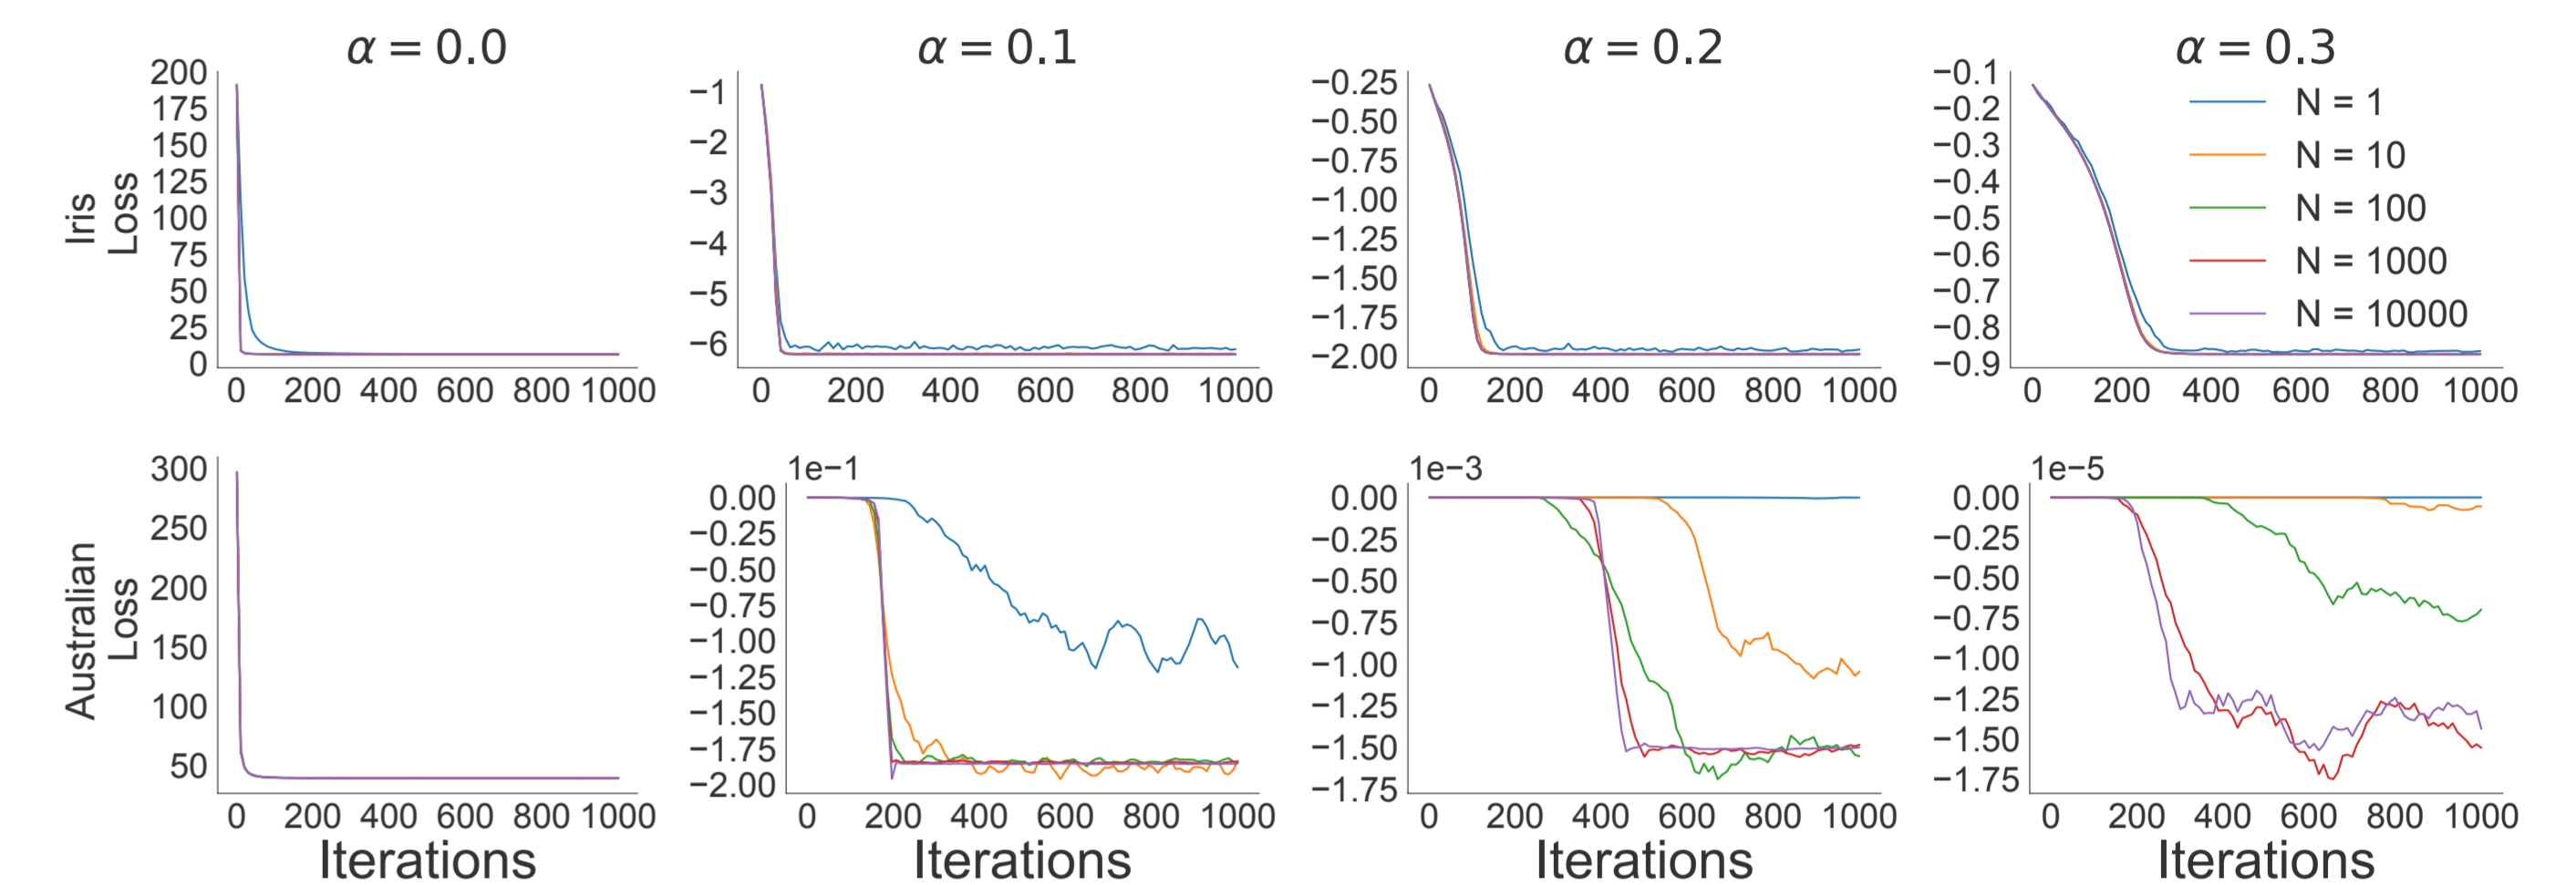 α = 0.0
α = 0.1
α = 0.2
α = 0.3
Iris
Loss
200
175
150
125
100
75
50
25
0
0 200 400 600 800 1000
−1
−2
−3
−4
−5
−6
0 200 400 600 800 1000
−0.25
−0.50
−0.75
−1.00
−1.25
−1.50
−1.75
−2.00
0 200 400 600 800 1000
−0.1
−0.2
−0.3
−0.4
−0.5
−0.6
−0.7
−0.8
−0.9
0 200 400 600 800 1000
N = 1
N = 10
N = 100
N = 1000
N = 10000
Australian
Loss
300
250
200
150
100
50
0 200 400 600 800 1000
Iterations
1e−1
0.00
−0.25
−0.50
−0.75
−1.00
−1.25
−1.50
−1.75
−2.00
0 200 400 600 800 1000
Iterations
1e−3
0.00
−0.25
−0.50
−0.75
−1.00
−1.25
−1.50
−1.75
0 200 400 600 800 1000
Iterations
1e−5
0.00
−0.25
−0.50
−0.75
−1.00
−1.25
−1.50
−1.75
0 200 400 600 800 1000
Iterations